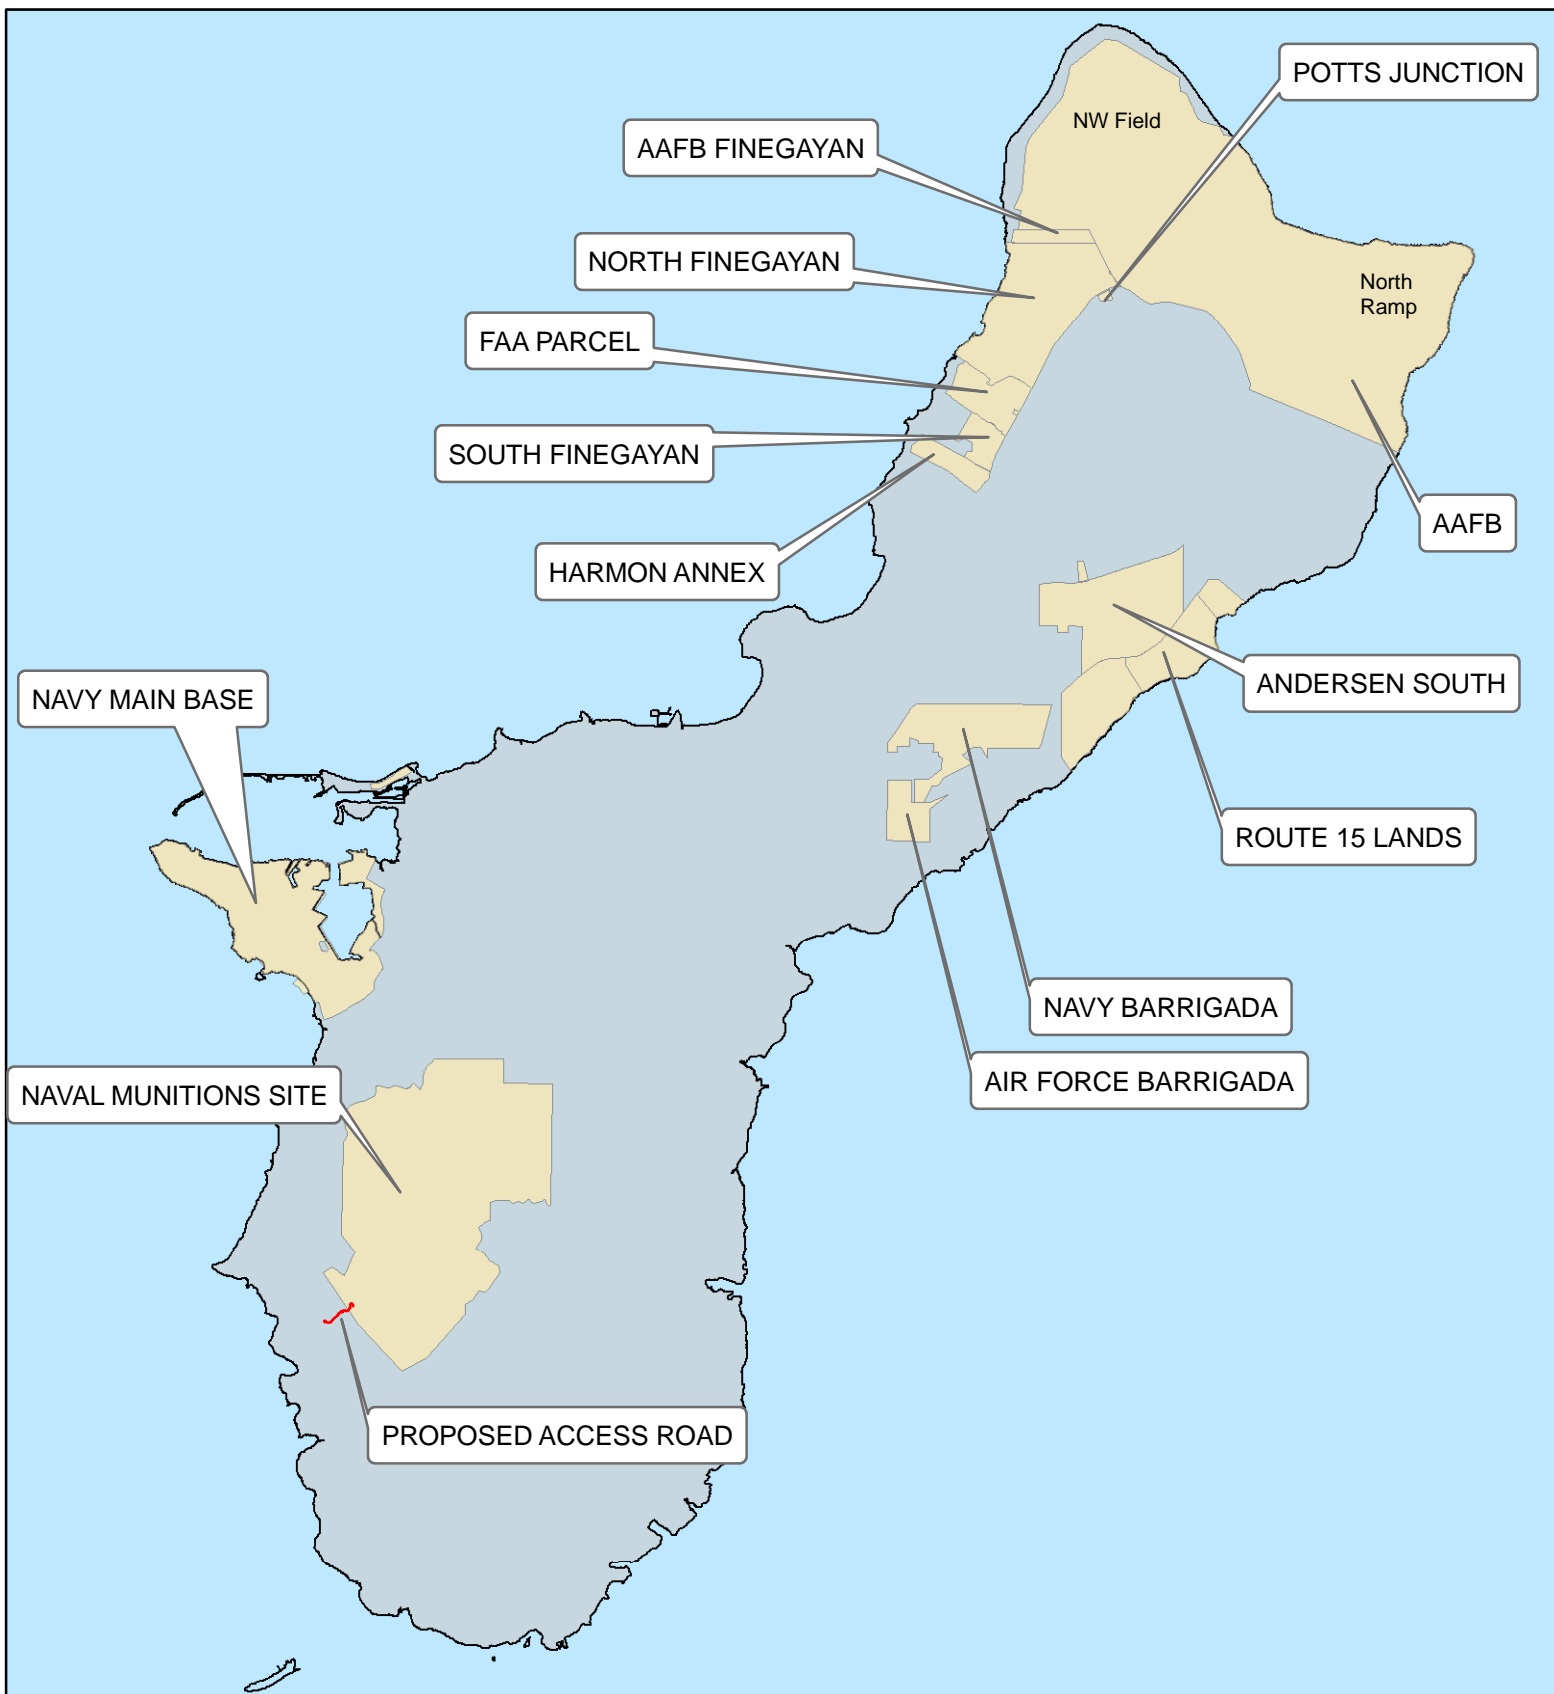 POTTS JUNCTION
NW Field
AAFB FINEGAYAN
NORTH FINEGAYAN
North
Ramp
FAA PARCEL
SOUTH FINEGAYAN
AAFB
HARMON ANNEX
ANDERSEN SOUTH
NAVY MAIN BASE
ROUTE 15 LANDS
NAVY BARRIGADA
AIR FORCE BARRIGADA
NAVAL MUNITIONS SITE
PROPOSED ACCESS ROAD